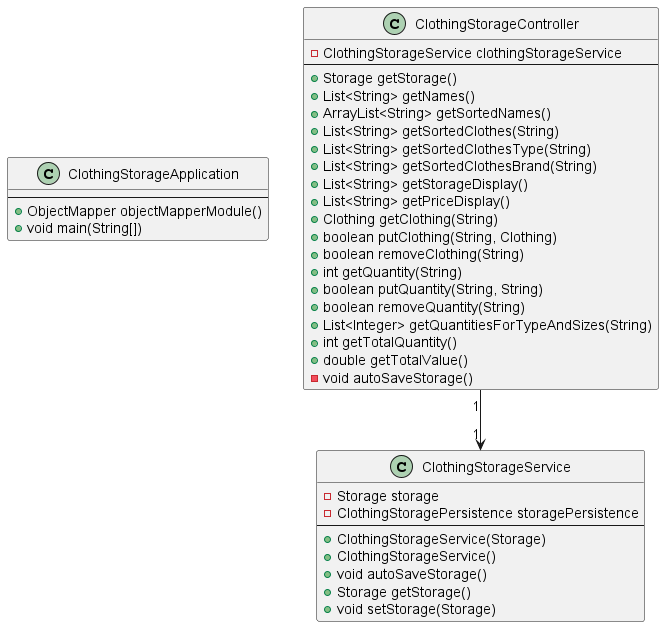 C ClothingStorageController
ClothingStorageService clothingStorageService
Storage getStorage()
List<String> getNames()
ArrayList<String> getSortedNames()
List<String> getSortedClothes(String)
List<String> getSortedClothesType(String)
List<String> getSortedClothesBrand(String)
List<String> getStorageDisplay()
List<String> getPriceDisplay()
Clothing getClothing(String)
boolean putClothing(String, Clothing)
boolean removeClothing(String)
int getQuantity(String)
boolean putQuantity(String, String)
boolean removeQuantity(String)
List<Integer> getQuantitiesForTypeAndSizes(String)
int getTotalQuantity()
double getTotalValue()
void autoSaveStorage()
C ClothingStorageApplication
ObjectMapper objectMapperModule()
void main(String[])
1
1
C ClothingStorageService
Storage storage
ClothingStoragePersistence storagePersistence
ClothingStorageService(Storage)
ClothingStorageService()
void autoSaveStorage()
Storage getStorage()
void setStorage(Storage)